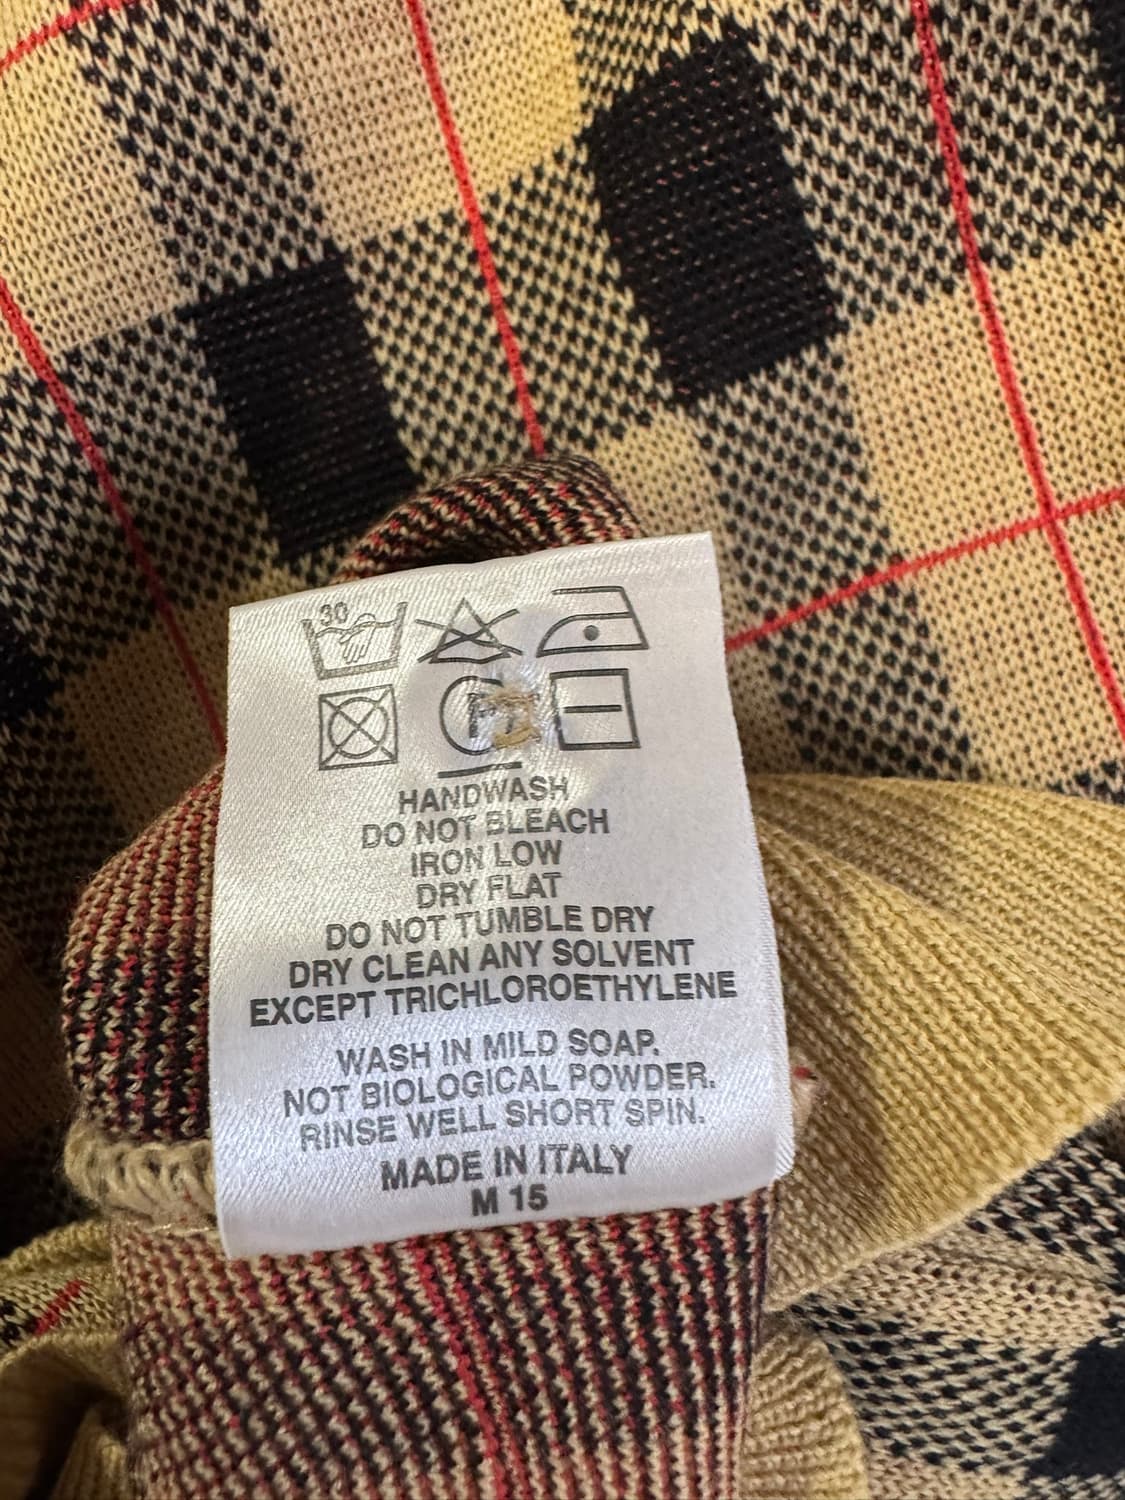 30
HANDWASH
DO NOT BLEACH
IRON LOW
DRY FLAT
DO NOT TUMBLE DRY
DRY CLEAN ANY SOLVENT
EXCEPT TRICHLOROETHYLENE
WASH IN MILD SOAP.
NOT BIOLOGICAL POWDER.
RINSE WELL SHORT SPIN.
MADE IN ITALY
M 15